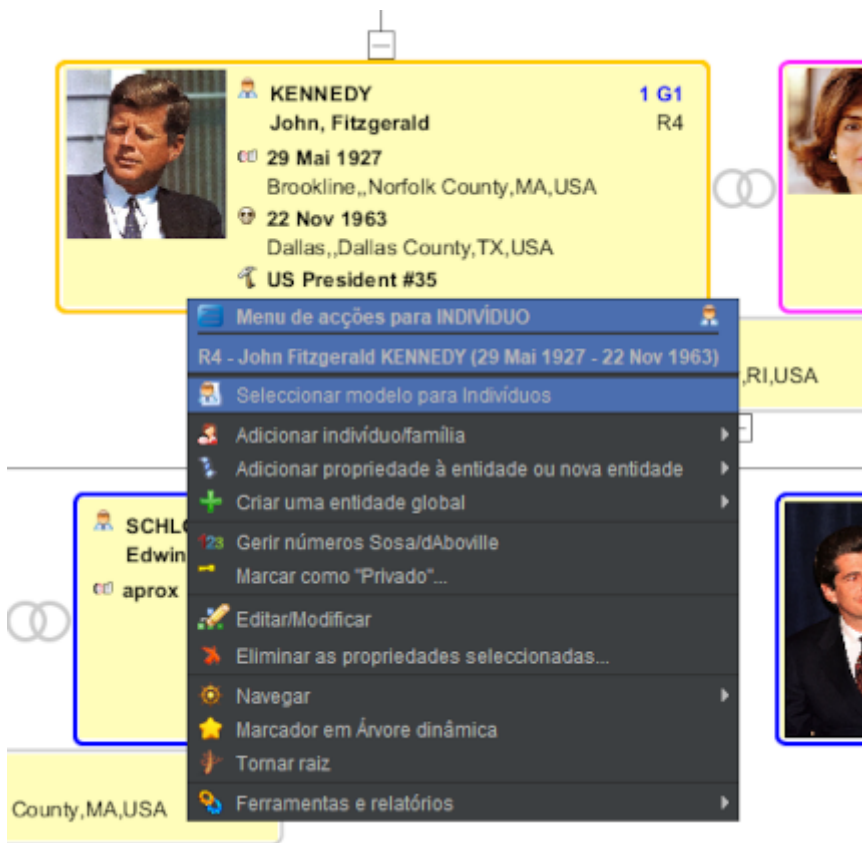 KENNEDY 1 G1
John, Fitzgerald R4
29 Mai 1927
Brookline,,Norfolk County,MA,USA
22 Nov 1963
Dallas,,Dallas County,TX,USA
US President #35
Menu de acções para INDIVÍDUO
R4 - John Fitzgerald KENNEDY (29 Mai 1927 - 22 Nov 1963)
,RI,USA
Seleccionar modelo para Indivíduos
Adicionar indivíduo/família
Adicionar propriedade à entidade ou nova entidade
Criar uma entidade global
SCHLO
Edwin
aprox
123 Gerir números Sosa/dAboville
Marcar como "Privado"...
Editar/Modificar
Eliminar as propriedades seleccionadas...
Navegar
Marcador em Árvore dinâmica
Tornar raiz
Ferramentas e relatórios
County,MA,USA